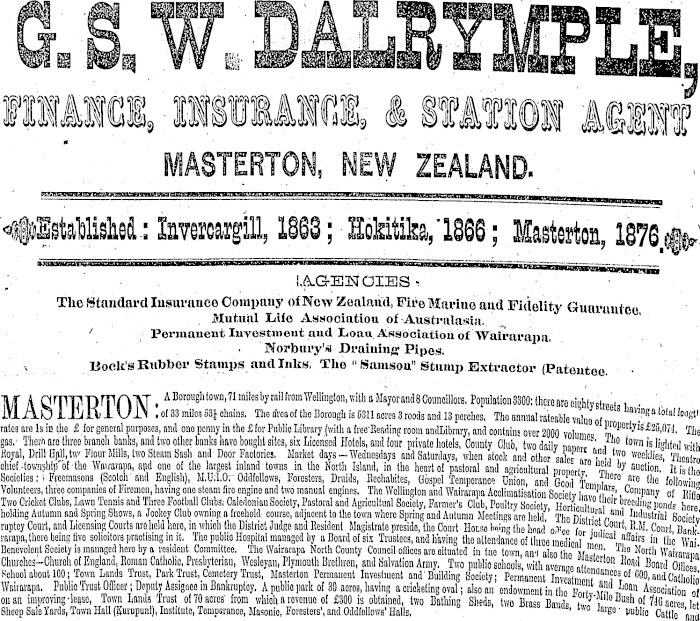 G. S. W. DALRYMPLE,
FINANCE, INSURANCE, & STATION AGENT
MASTERTON, NEW ZEALAND.
Established : Invercargill, 1863 ; Hokitika, 1866 ; Masterton, 1876.
AGENCIES
The Standard Insurance Company of New Zealand, Fire Marine and Fidelity Guarantee.
Mutual Life Association of Australasia.
Permanent Investment and Loan Association of Wairarapa.
Norbury's Draining Pipes.
Bock's Rubber Stamps and Inks. The "Samson" Stump Extractor (Patentee.
MASTERTON: A Borough town, 71 miles by rail from Wellington, with a Mayor and 8 Councillors. Population 3300: there are eighty streets having a total length
of 33 miles 53¾ chains. The area of the Borough is 5311 acres 3 roods and 13 perches. The annual rateable value of property is £25,074. The
rates are 1s in the £ for general purposes, and one penny in the £ for Public Library (with a free Reading room and Library, and contains over 2000 volumes. The town is lighted with
gas. There are three branch banks, and two other banks have bought sites, six Licensed Hotels, and four private hotels, County Club, two daily papers and two weeklies, Theatre
Royal, Drill Hall, two Flour Mills, two Steam Sash and Door Factories. Market days — Wednesdays and Saturdays, when stock and other sales are held by auction. It is the
chief township of the Wairarapa, and one of the largest inland towns in the North Island, in the heart of pastoral and agricultural property. There are the following
Societies : Freemasons (Scotch and English), M.U.I.O. Oddfellows, Foresters, Druids, Rechabites, Gospel Temperance Union, and Good Templars, Company of Rifle
Volunteers, three companies of Firemen, having one steam fire engine and two manual engines. The Wellington and Wairarapa Acclimatisation Society have their breeding ponds here,
Two Cricket Clubs, Lawn Tennis and Three Football Clubs: Caledonian Society, Pastoral and Agricultural Society, Farmer's Club, Poultry Society, Horticultural and Industrial Society
holding Autumn and Spring Shows, a Jockey Club owning a freehold course, adjacent to the town where Spring and Autumn Meetings are held. The District Court, R.M. Court, Bank-
ruptcy Court, and Licensing Courts are held here, in which the District Judge and Resident Magistrate preside, the Court House being the head office for judicial affairs in the Wai-
rarapa, there being five solicitors practising in it. The public Hospital managed by a Board of six Trustees, and having the attendance of three medical men. The North Wairarapa
Benevolent Society is managed here by a resident Committee. The Wairarapa North County Council offices are situated in the town, and also the Masterton Road Board Offices.
Churches—Church of England, Roman Catholic, Presbyterian, Wesleyan, Plymouth Brethren, and Salvation Army. Two public schools, with average attendances of 600, and Catholic
School about 100; Town Lands Trust, Park Trust, Cemetery Trust, Masterton Permanent Investment and Building Society; Permanent Investment and Loan Association of
Wairarapa. Public Trust Officer; Deputy Assignee in Bankruptcy. A public park of 30 acres, having a cricketing oval; also an endowment in the Forty-Mile Bush of 746 acres, let
on an improving lease, Town Lands Trust of 70 acres from which a revenue of £300 is obtained, two Bathing Sheds, two Brass Bands, two large public Cattle and
Sheep Sale Yards, Town Hall (Kuripuni), Institute, Temperance, Masonic, Foresters', and Oddfellows' Halls.